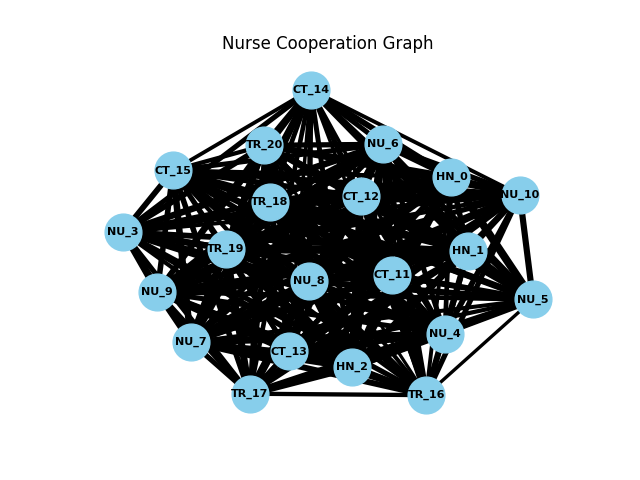 Nurse Cooperation Graph
CT_14
TR_20
NU_6
CT_15
HN_0
NU_10
CT_12
TR_18
NU_3
TR_19
HN_1
CT_11
NU_8
NU_9
NU_5
NU_4
NU_7
CT_13
HN_2
TR_17
TR_16